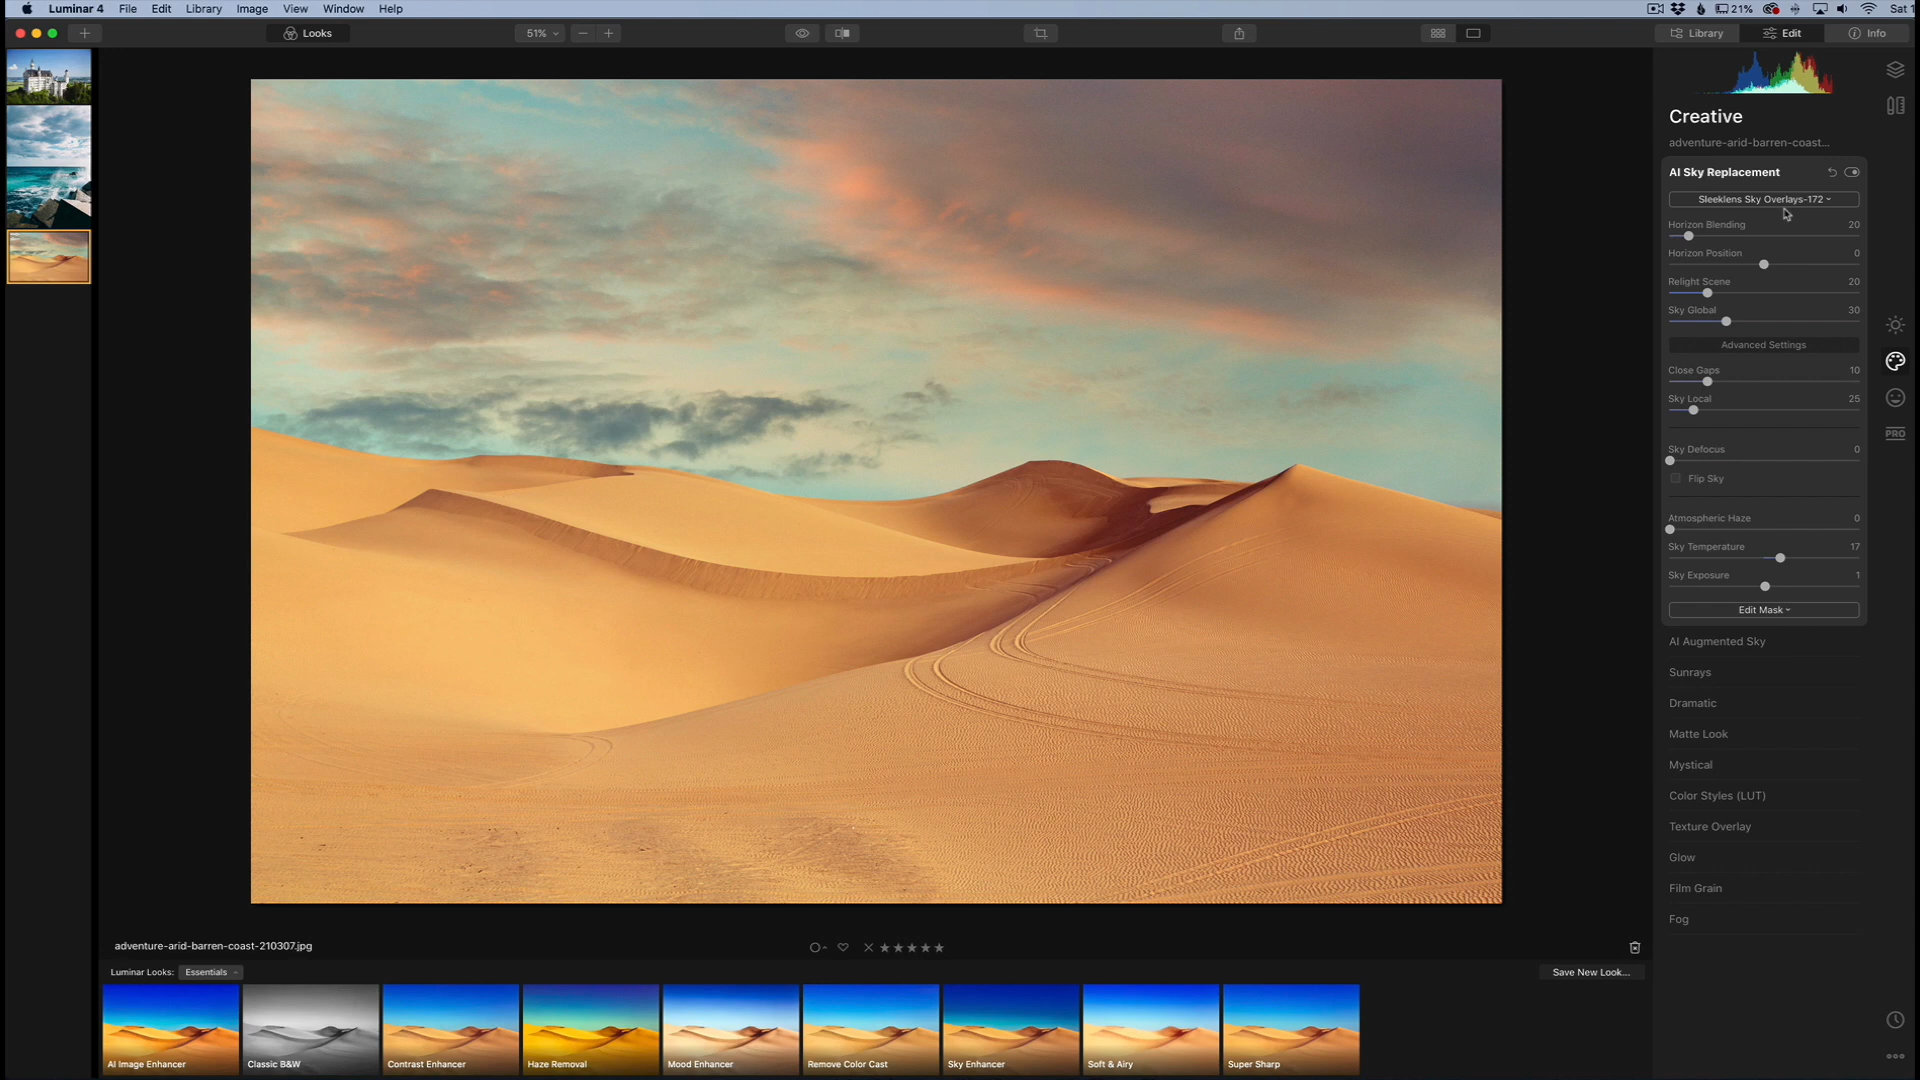 Luminar 4 File Edit Library Image View Window Help 21% Sat 1
Looks 51% Library Edit Info
Creative
adventure-arid-barren-coast...
AI Sky Replacement
Sleeklens Sky Overlays-172
Horizon Blending 20
Horizon Position 0
Relight Scene 20
Sky Global 30
Advanced Settings
Close Gaps 10
Sky Local 25
Sky Defocus 0
Flip Sky
Atmospheric Haze 0
Sky Temperature 17
Sky Exposure 1
Edit Mask
AI Augmented Sky
Sunrays
Dramatic
Matte Look
Mystical
Color Styles (LUT)
Texture Overlay
Glow
Film Grain
Fog
PRO
adventure-arid-barren-coast-210307.jpg
Luminar Looks: Essentials Save New Look...
AI Image Enhancer Classic B&W Contrast Enhancer Haze Removal Mood Enhancer Remove Color Cast Sky Enhancer Soft & Airy Super Sharp